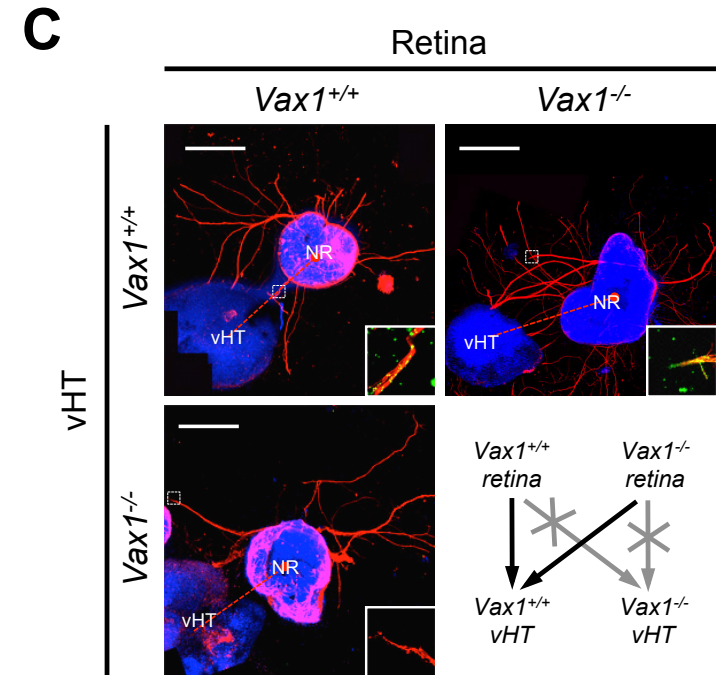 C
Retina
Vax1+/+
Vax1-/-
vHT
Vax1+/+
NR
vHT
NR
vHT
Vax1-/-
NR
vHT
Vax1+/+
retina
Vax1-/-
retina
Vax1+/+
vHT
Vax1-/-
vHT